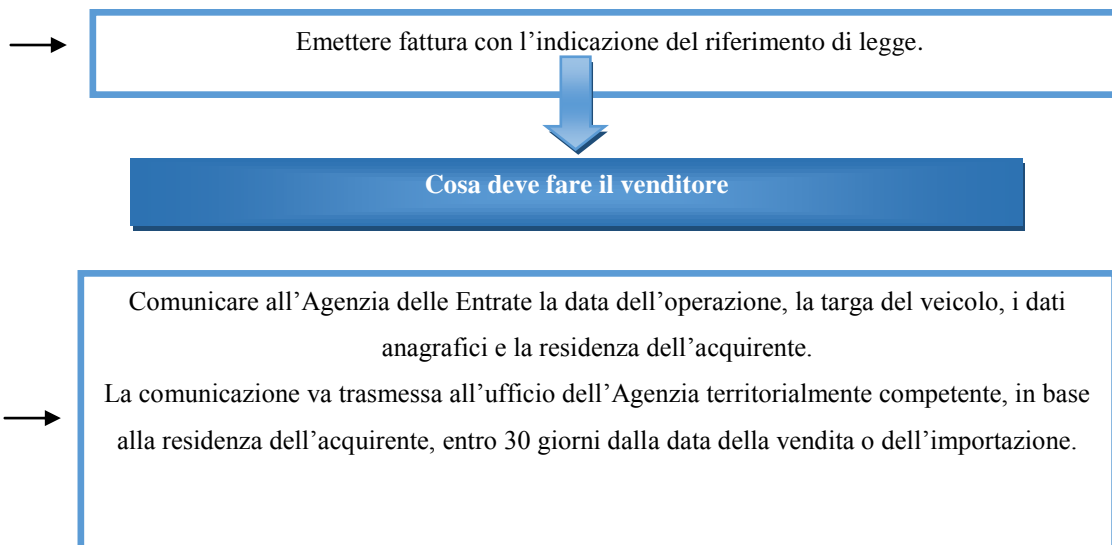 Emettere fattura con l’indicazione del riferimento di legge.
Cosa deve fare il venditore
Comunicare all’Agenzia delle Entrate la data dell’operazione, la targa del veicolo, i dati
anagrafici e la residenza dell’acquirente.
La comunicazione va trasmessa all’ufficio dell’Agenzia territorialmente competente, in base
alla residenza dell’acquirente, entro 30 giorni dalla data della vendita o dell’importazione.